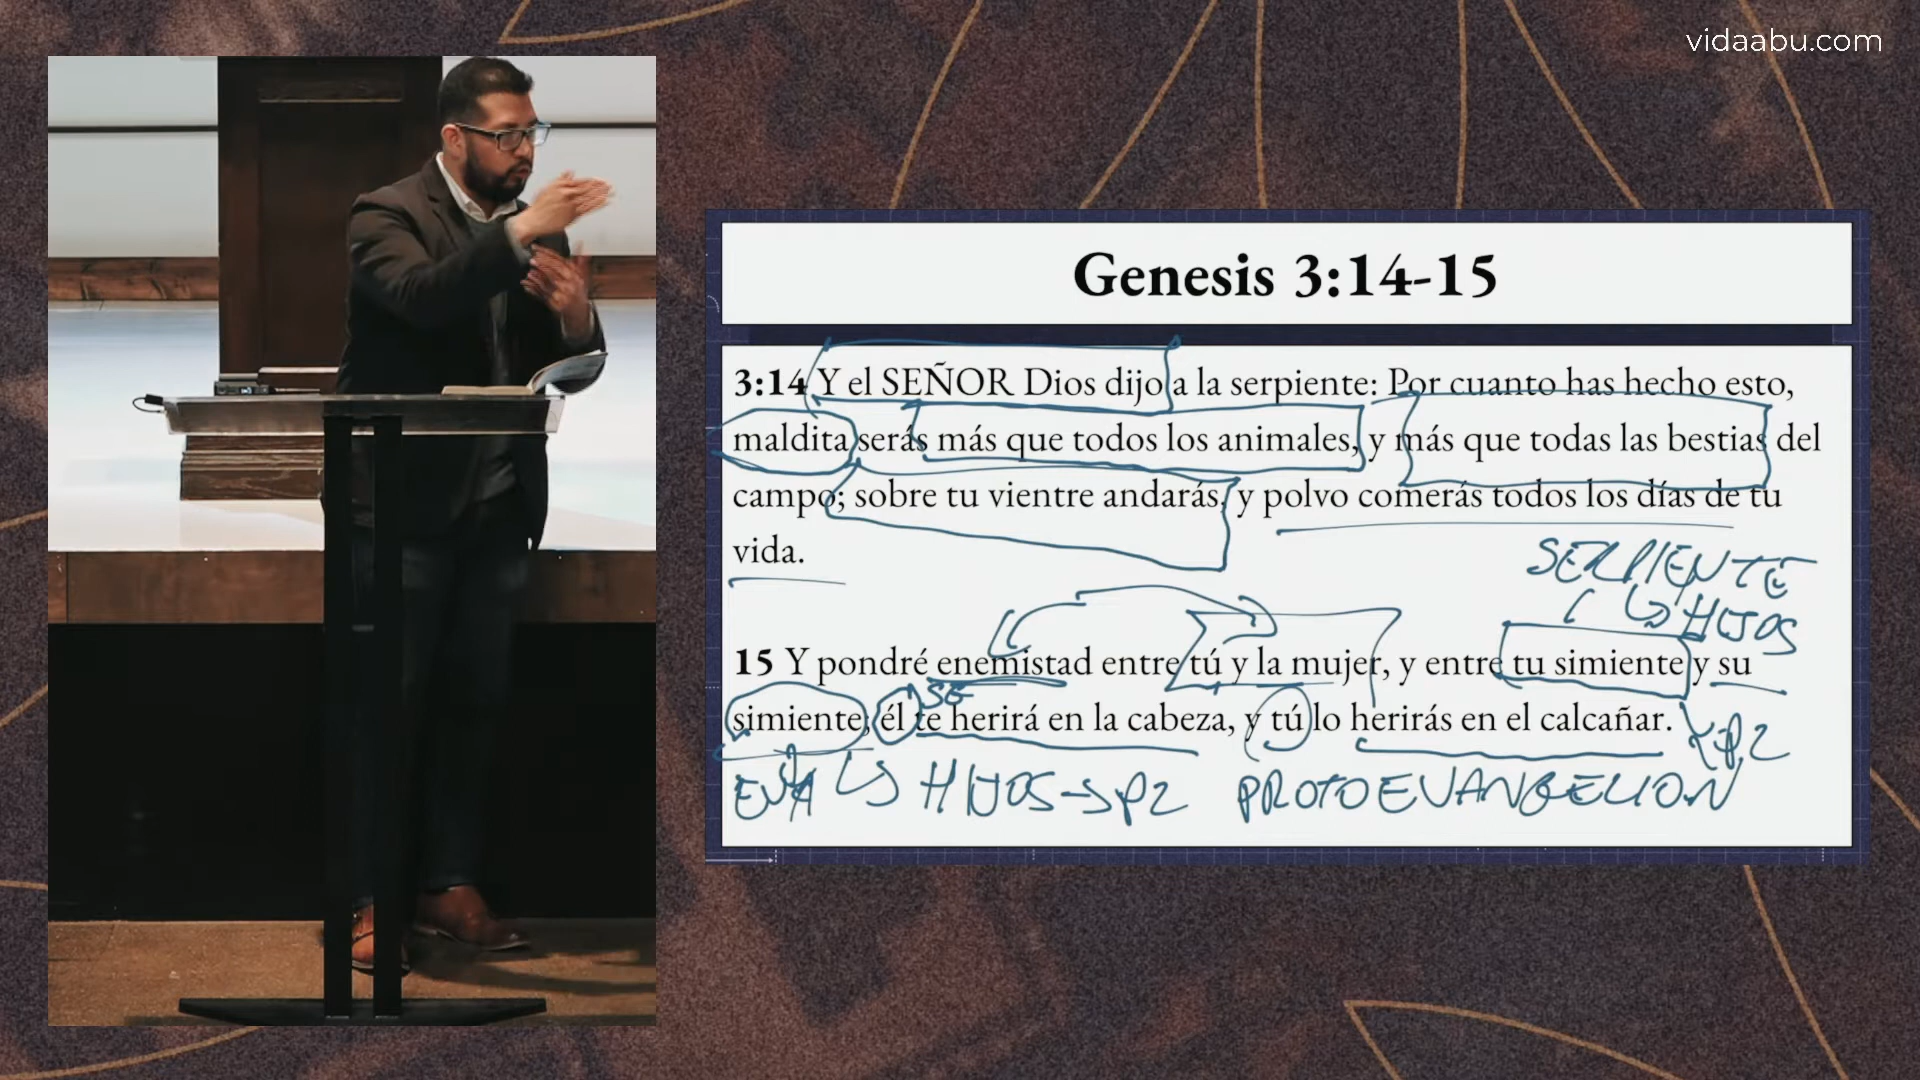 vidaabu.com
Genesis 3:14-15
3:14 Y el SEÑOR Dios dijo a la serpiente: Por cuanto has hecho esto,
maldita serás más que todos los animales, y más que todas las bestias del
campo; sobre tu vientre andarás, y polvo comerás todos los días de tu
vida.
SERPIENTE
HIJOS
15 Y pondré enemistad entre tú y la mujer, y entre tu simiente y su
SE
simiente; él te herirá en la cabeza, y tú lo herirás en el calcañar.
P2
EVA HIJOS → P2 PROTOEVANGELION